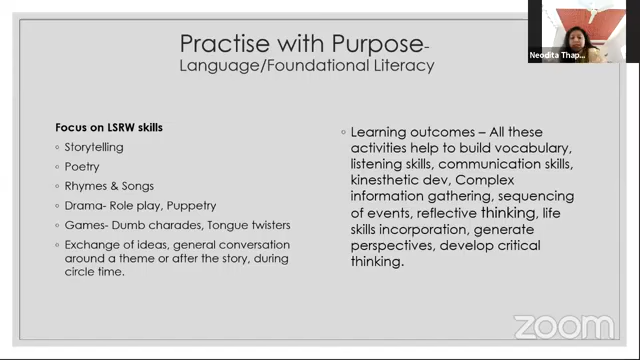 Practise with Purpose-
Language/Foundational Literacy
Neodita Thap...
Focus on LSRW skills
◦ Storytelling
◦ Poetry
◦ Rhymes & Songs
◦ Drama- Role play, Puppetry
◦ Games- Dumb charades, Tongue twisters
◦ Exchange of ideas, general conversation
around a theme or after the story, during
circle time.
◦ Learning outcomes – All these
activities help to build vocabulary,
listening skills, communication skills,
kinesthetic dev, Complex
information gathering, sequencing
of events, reflective thinking, life
skills incorporation, generate
perspectives, develop critical
thinking.
zoom